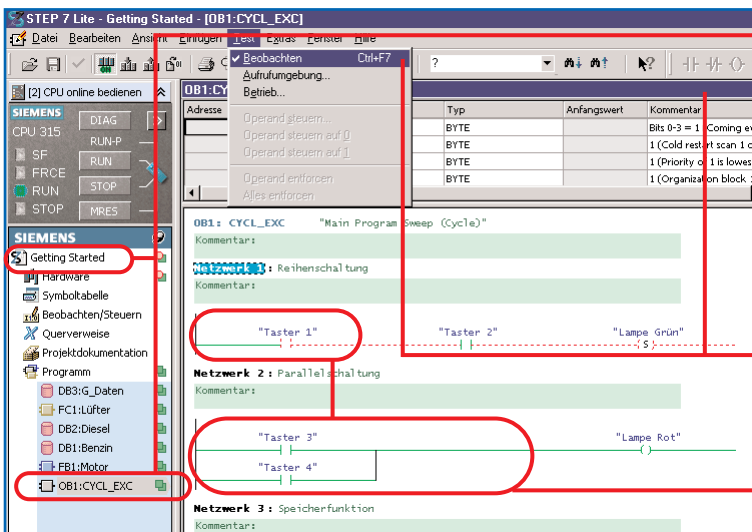 STEP 7 Lite - Getting Started - [OB1:CYCL_EXC]
Datei Bearbeiten Ansicht Einfügen Test Extras Fenster Hilfe
?
[2] CPU online bedienen
SIEMENS
CPU 315
DIAG
RUN-P
SF
RUN
FRCE
RUN
STOP
STOP
MRES
Beobachten Ctrl+F7
Aufrufumgebung...
Betrieb...
Operand steuern...
Operand steuern auf 0
Operand steuern auf 1
Operand entforcen
Alles entforcen
OB1:CY
Adresse Typ Anfangswert Kommentar
BYTE Bits 0-3 = 1 (Coming ev
BYTE 1 (Cold restart scan 1 o
BYTE 1 (Priority of 1 is lowes
BYTE 1 (Organization block 1
SIEMENS
Getting Started
Hardware
Symboltabelle
Beobachten/Steuern
Querverweise
Projektdokumentation
Programm
DB3:G_Daten
FC1:Lüfter
DB2:Diesel
DB1:Benzin
FB1:Motor
OB1:CYCL_EXC
OB1: CYCL_EXC "Main Program Sweep (Cycle)"
Kommentar:
Netzwerk 1: Reihenschaltung
Kommentar:
"Taster 1" "Taster 2" "Lampe Grün"
S
Netzwerk 2: Parallelschaltung
Kommentar:
"Taster 3" "Lampe Rot"
"Taster 4"
Netzwerk 3: Speicherfunktion
Kommentar: